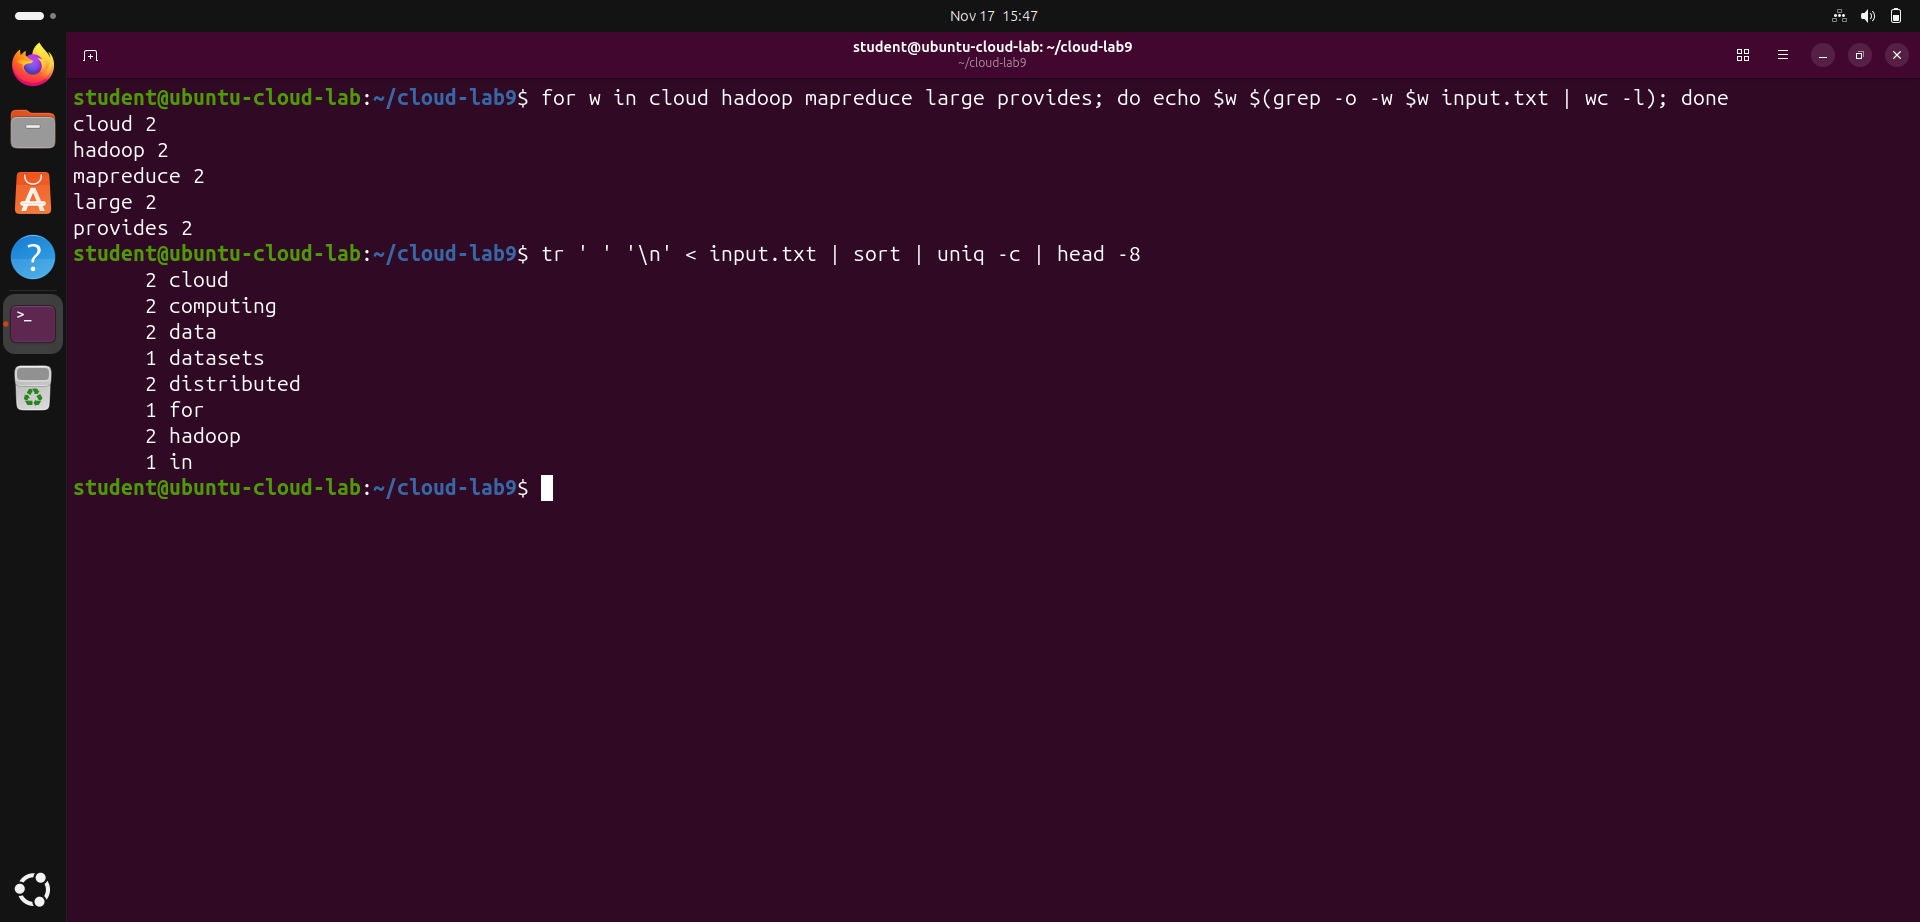 Nov 17 15:47
student@ubuntu-cloud-lab: ~/cloud-lab9
~/cloud-lab9
student@ubuntu-cloud-lab:~/cloud-lab9$ for w in cloud hadoop mapreduce large provides; do echo $w $(grep -o -w $w input.txt | wc -l); done
cloud 2
hadoop 2
mapreduce 2
large 2
provides 2
student@ubuntu-cloud-lab:~/cloud-lab9$ tr ' ' '\n' < input.txt | sort | uniq -c | head -8
      2 cloud
      2 computing
      2 data
      1 datasets
      2 distributed
      1 for
      2 hadoop
      1 in
student@ubuntu-cloud-lab:~/cloud-lab9$